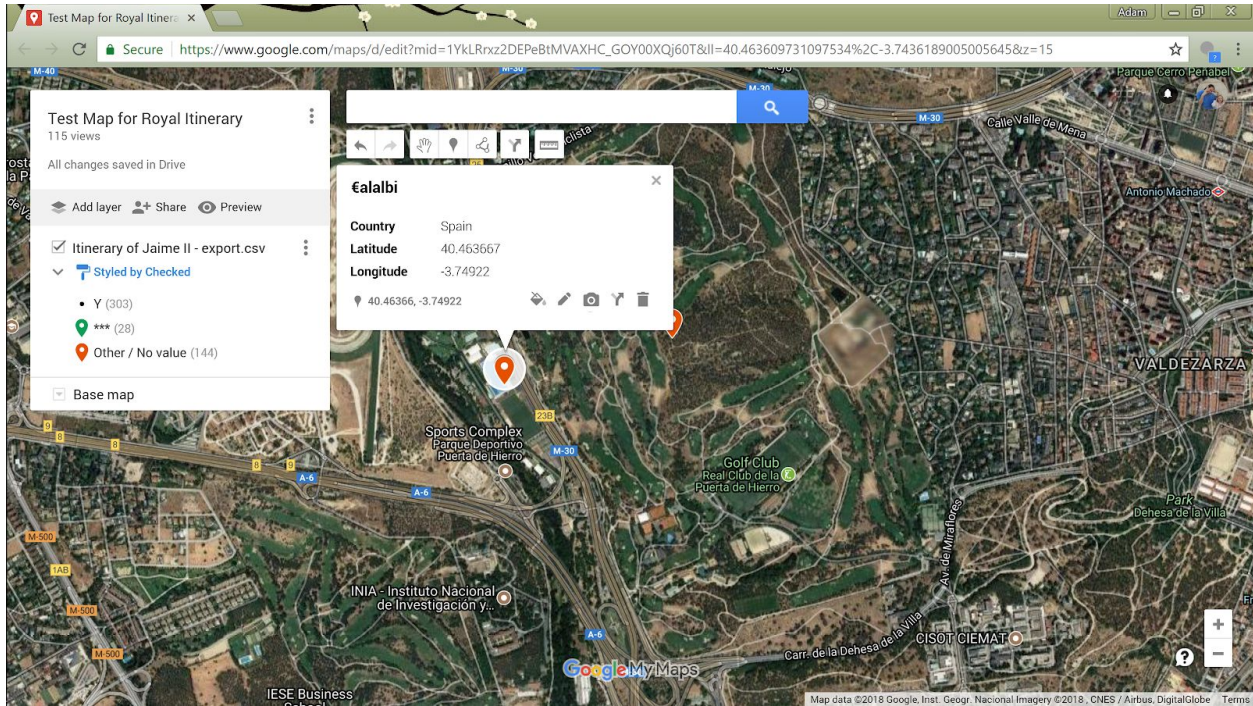 Test Map for Royal Itinera
Adam
Secure
https://www.google.com/maps/d/edit?mid=1YkLRrxz2DEPeBtMVAXHC_GOY00XQj60T&ll=40.463609731097534%2C-3.7436189005005645&z=15
M-40
M-30
M-30
Parque Cerro Peñabel
Test Map for Royal Itinerary
115 views
All changes saved in Drive
M-30
Calle Valle de Mena
Antonio Machado
Add layer
Share
Preview
Itinerary of Jaime II - export.csv
Styled by Checked
Y (303)
*** (28)
Other / No value (144)
Base map
€alalbi
Country Spain
Latitude 40.463667
Longitude -3.74922
40.46366, -3.74922
VALDEZARZA
23B
Sports Complex
Parque Deportivo
Puerta de Hierro
M-30
9
8
8
8
9
A-6
A-6
Golf Club
Real Club de la
Puerta de Hierro
Park
Dehesa de la Villa
Av. de Miraflores
M-500
1AB
M-500
M-500
INIA - Instituto Nacional
de Investigación y...
A-6
Carr. de la Dehesa de la Villa
CISOT CIEMAT
Google My Maps
IESE Business
School
Map data ©2018 Google, Inst. Geogr. Nacional Imagery ©2018 , CNES / Airbus, DigitalGlobe
Terms